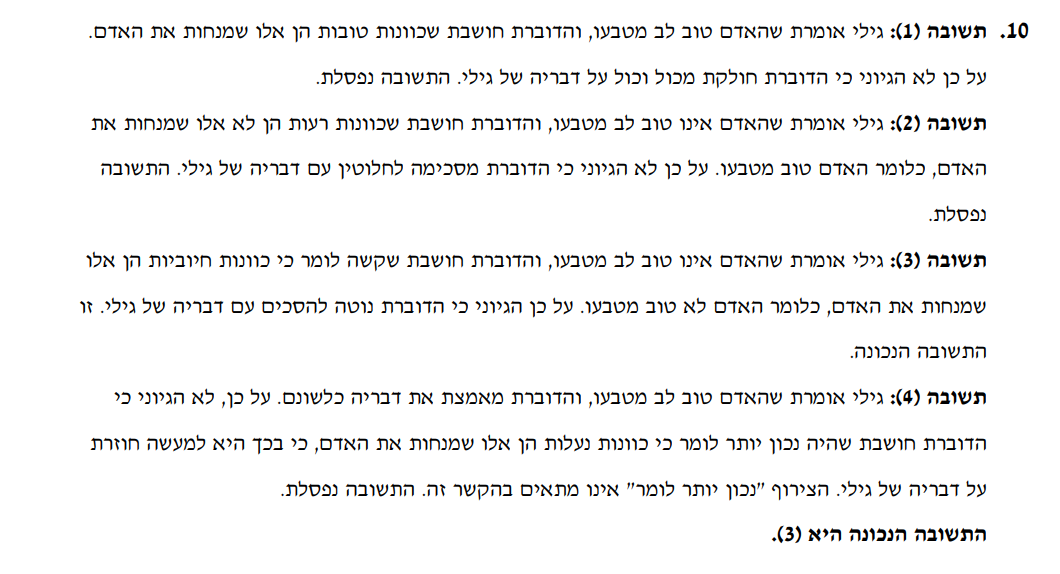 10. תשובה (1): גילי אומרת שהאדם טוב לב מטבעו, והדוברת חושבת שכוונות טובות הן אלו שמנחות את האדם.
על כן לא הגיוני כי הדוברת חולקת מכול וכול על דבריה של גילי. התשובה נפסלת.
תשובה (2): גילי אומרת שהאדם אינו טוב לב מטבעו, והדוברת חושבת שכוונות רעות הן לא אלו שמנחות את
האדם, כלומר האדם טוב מטבעו. על כן לא הגיוני כי הדוברת מסכימה לחלוטין עם דבריה של גילי. התשובה
נפסלת.
תשובה (3): גילי אומרת שהאדם אינו טוב לב מטבעו, והדוברת חושבת שקשה לומר כי כוונות חיוביות הן אלו
שמנחות את האדם, כלומר האדם לא טוב מטבעו. על כן הגיוני כי הדוברת נוטה להסכים עם דבריה של גילי. זו
התשובה הנכונה.
תשובה (4): גילי אומרת שהאדם טוב לב מטבעו, והדוברת מאמצת את דבריה כלשונם. על כן, לא הגיוני כי
הדוברת חושבת שהיה נכון יותר לומר כי כוונות נעלות הן אלו שמנחות את האדם, כי בכך היא למעשה חוזרת
על דבריה של גילי. הצירוף "נכון יותר לומר" אינו מתאים בהקשר זה. התשובה נפסלת.
התשובה הנכונה היא (3).